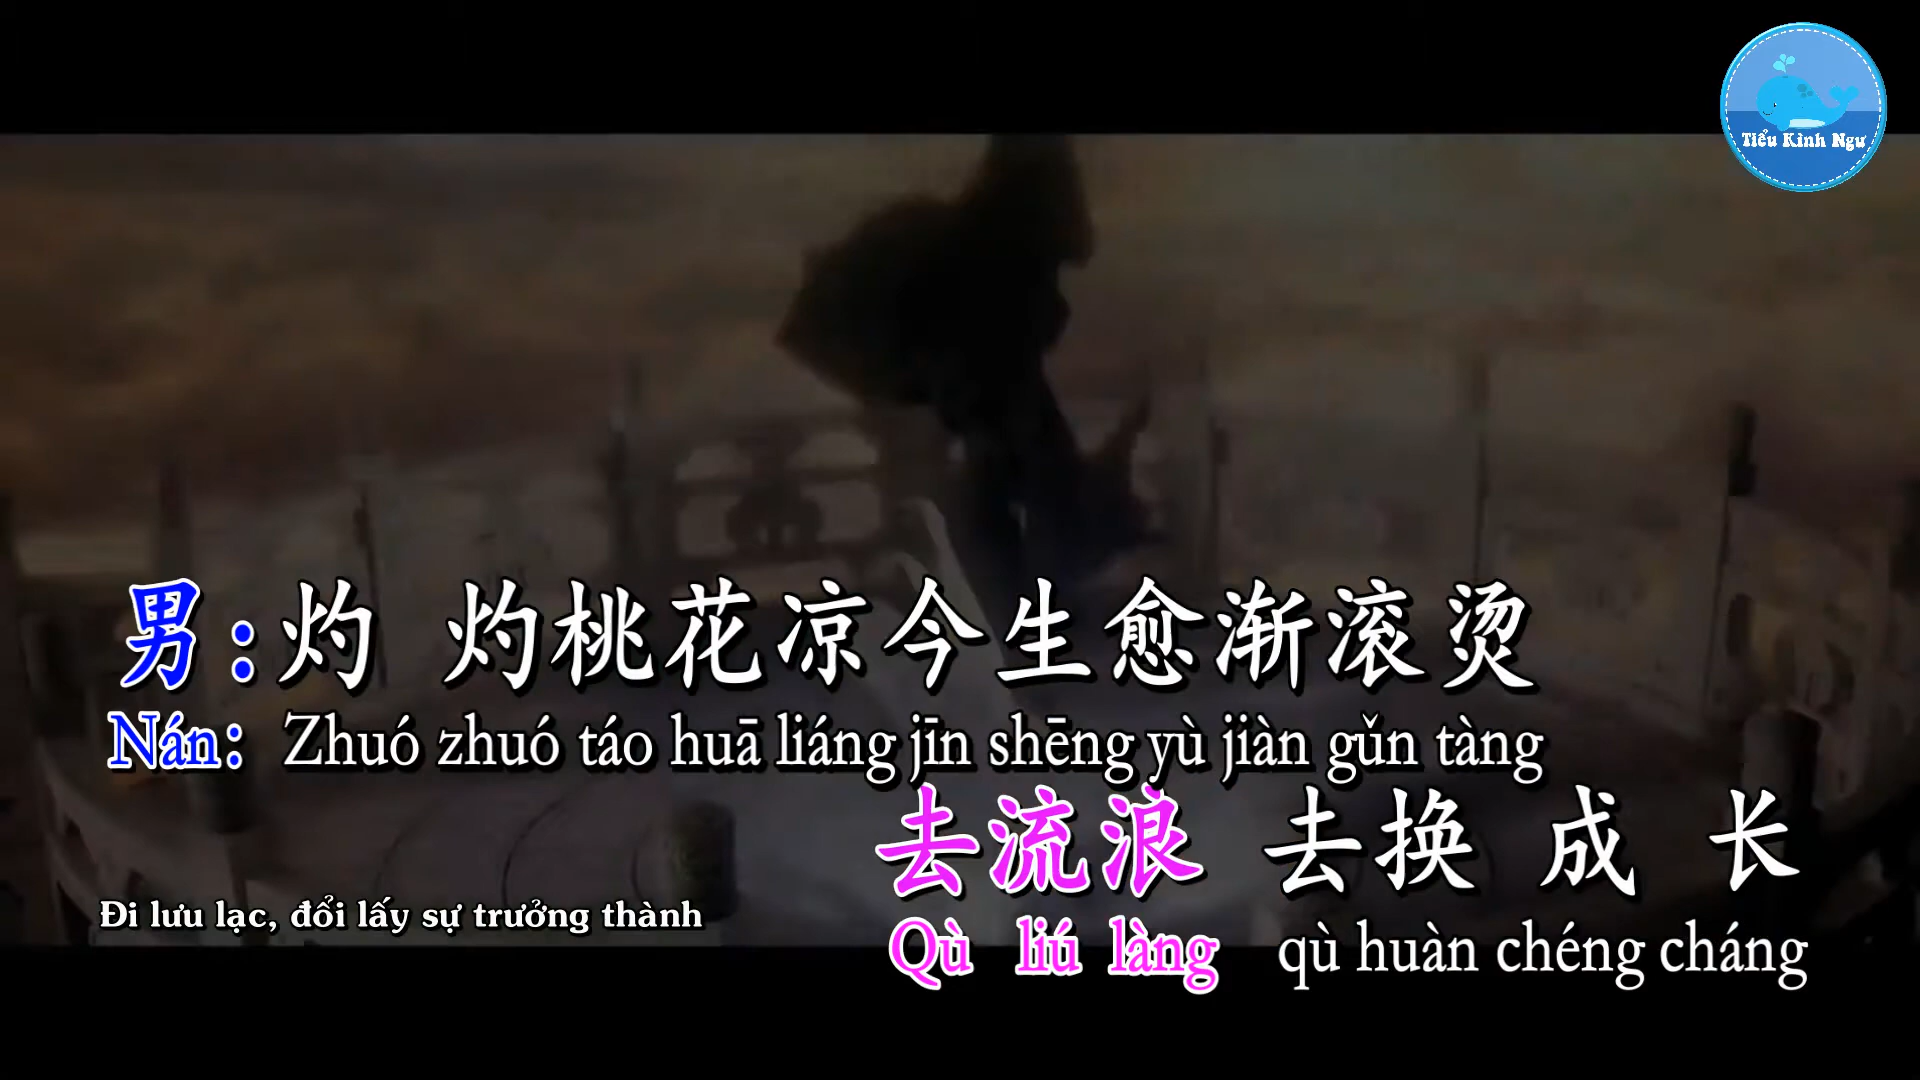 Tiểu Kình Ngư
男:灼 灼桃花凉今生愈渐滚烫
Nán: Zhuó zhuó táo huā liáng jīn shēng yù jiàn gǔn tàng
去流浪 去换 成 长
Đi lưu lạc, đổi lấy sự trưởng thành
Qù liú làng qù huàn chéng cháng